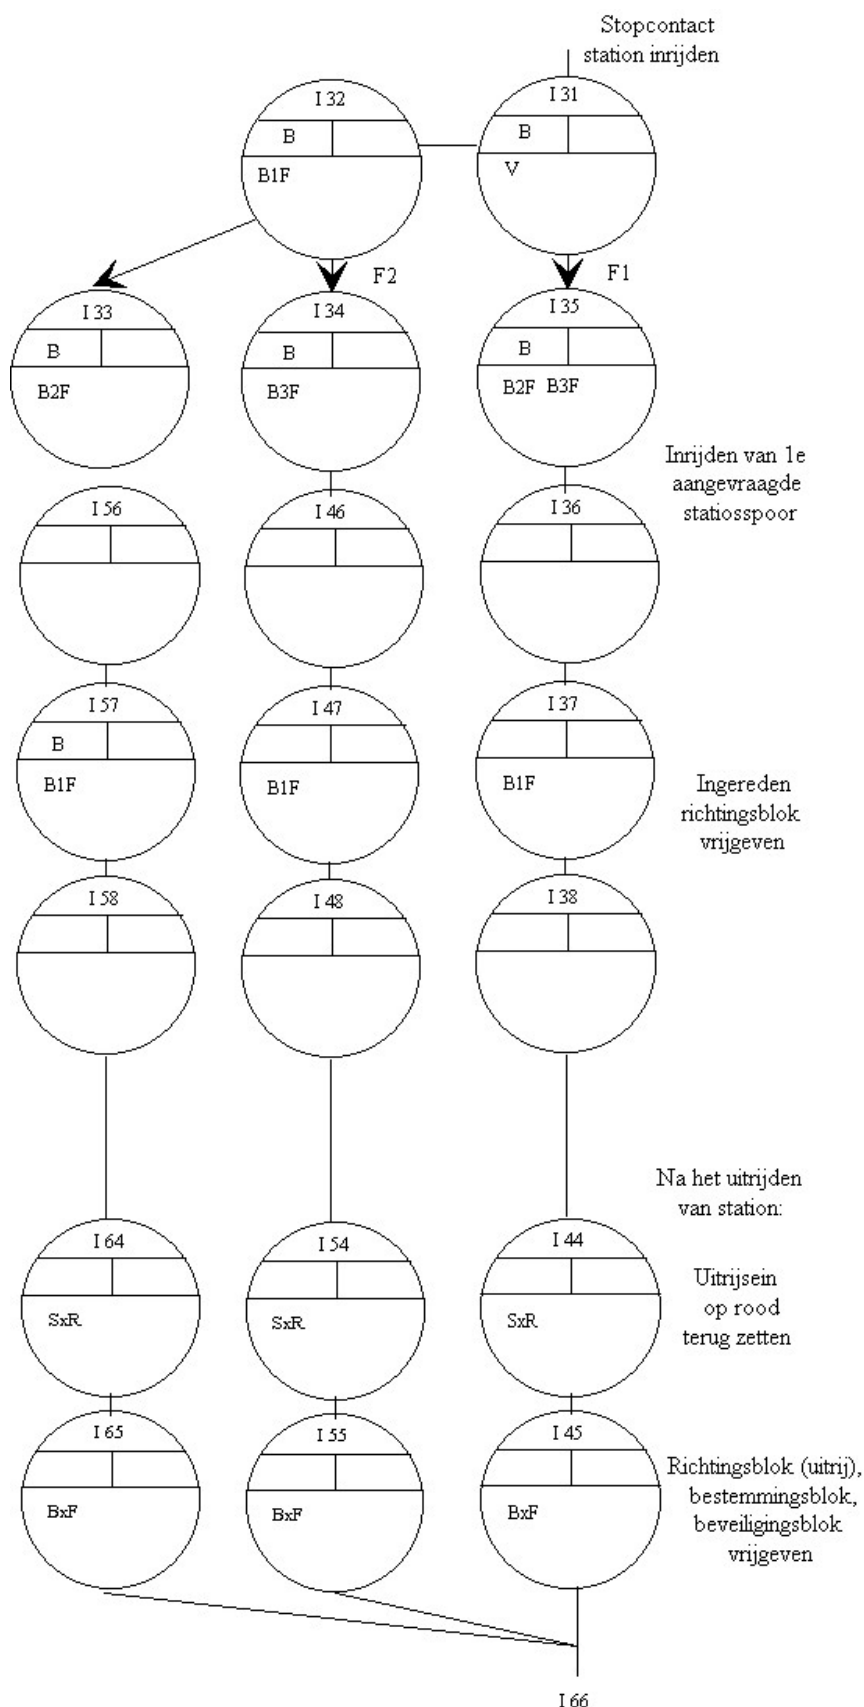 Stopcontact
station inrijden
I 32
I 31
B
B
B1F
V
F2
F1
I 33
I 34
I 35
B
B
B
B2F
B3F
B2F B3F
Inrijden van 1e
aangevraagde
statiosspoor
I 56
I 46
I 36
I 57
I 47
I 37
B
B1F
B1F
B1F
Ingereden
richtingsblok
vrijgeven
I 58
I 48
I 38
Na het uitrijden
van station:
I 64
I 54
I 44
SxR
SxR
SxR
Uitrijsein
op rood
terug zetten
I 65
I 55
I 45
BxF
BxF
BxF
Richtingsblok (uitrij),
bestemmingsblok,
beveiligingsblok
vrijgeven
I 66